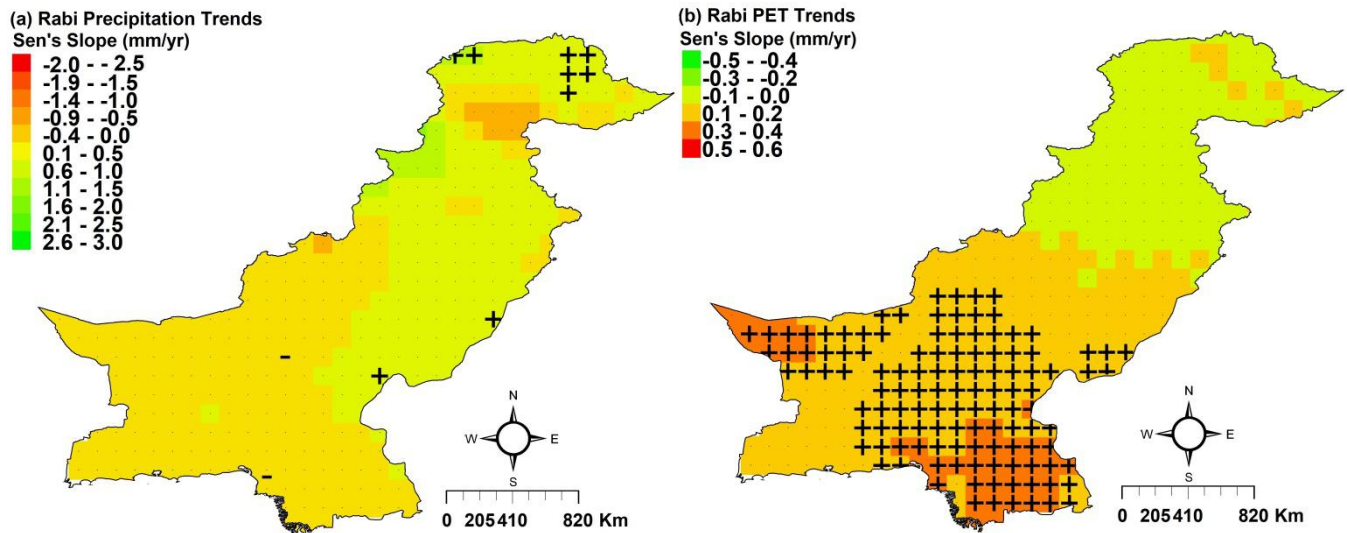 (a) Rabi Precipitation Trends
Sen's Slope (mm/yr)
-2.0 - - 2.5
-1.9 - -1.5
-1.4 - -1.0
-0.9 - -0.5
-0.4 - -0.0
0.1 - 0.5
0.6 - 1.0
1.1 - 1.5
1.6 - 2.0
2.1 - 2.5
2.6 - 3.0
N
W E
S
0 205 410 820 Km
(b) Rabi PET Trends
Sen's Slope (mm/yr)
-0.5 - -0.4
-0.3 - -0.2
-0.1 - 0.0
0.1 - 0.2
0.3 - 0.4
0.5 - 0.6
N
W E
S
0 205 410 820 Km